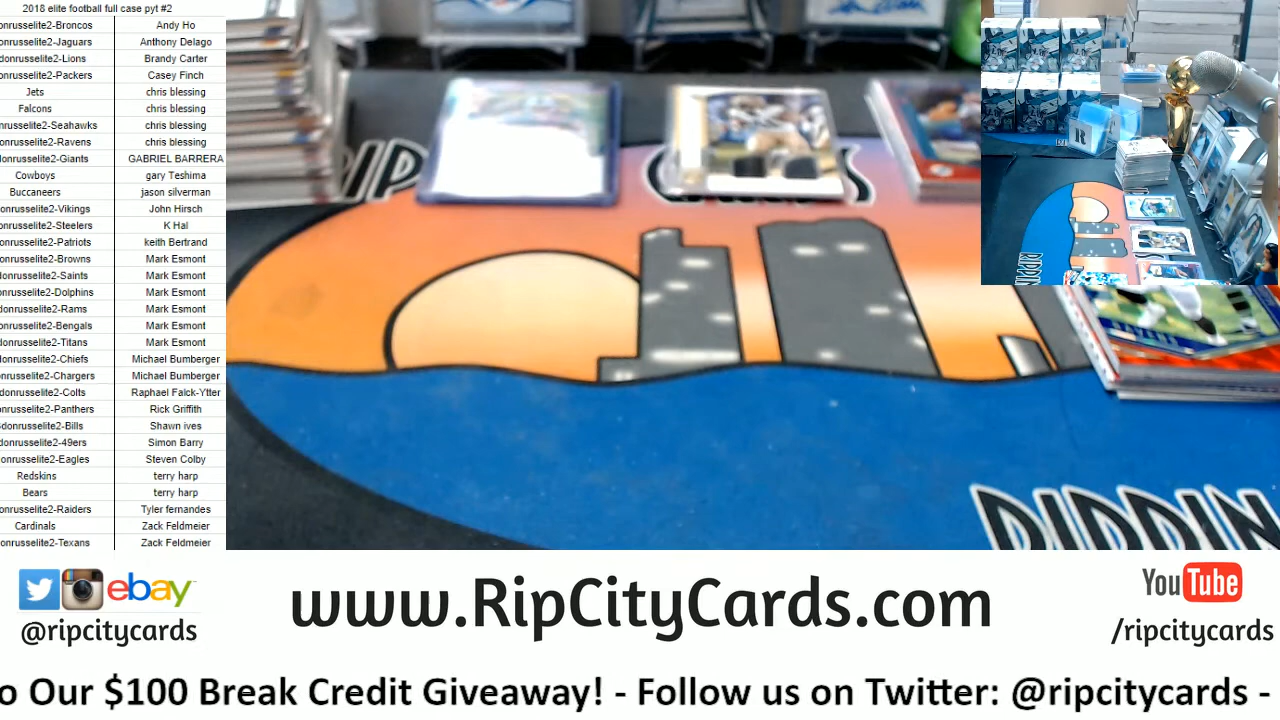 2018 elite football full case pyt #2
onrusselite2-Broncos Andy Ho
onrusselite2-Jaguars Anthony Delago
donrusselite2-Lions Brandy Carter
onrusselite2-Packers Casey Finch
Jets chris blessing
Falcons chris blessing
nrusselite2-Seahawks chris blessing
onrusselite2-Ravens chris blessing
donrusselite2-Giants GABRIEL BARRERA
Cowboys gary Teshima
Buccaneers jason silverman
onrusselite2-Vikings John Hirsch
onrusselite2-Steelers K Hal
onrusselite2-Patriots keith Bertrand
onrusselite2-Browns Mark Esmont
donrusselite2-Saints Mark Esmont
onrusselite2-Dolphins Mark Esmont
donrusselite2-Rams Mark Esmont
onrusselite2-Bengals Mark Esmont
donrusselite2-Titans Mark Esmont
onrusselite2-Chiefs Michael Bumberger
onrusselite2-Chargers Michael Bumberger
donrusselite2-Colts Raphael Falck-Ytter
onrusselite2-Panthers Rick Griffith
donrusselite2-Bills Shawn ives
donrusselite2-49ers Simon Barry
onrusselite2-Eagles Steven Colby
Redskins terry harp
Bears terry harp
onrusselite2-Raiders Tyler fernandes
Cardinals Zack Feldmeier
onrusselite2-Texans Zack Feldmeier
RIPPIN
ebay
@ripcitycards
www.RipCityCards.com
YouTube
/ripcitycards
o Our $100 Break Credit Giveaway! - Follow us on Twitter: @ripcitycards -